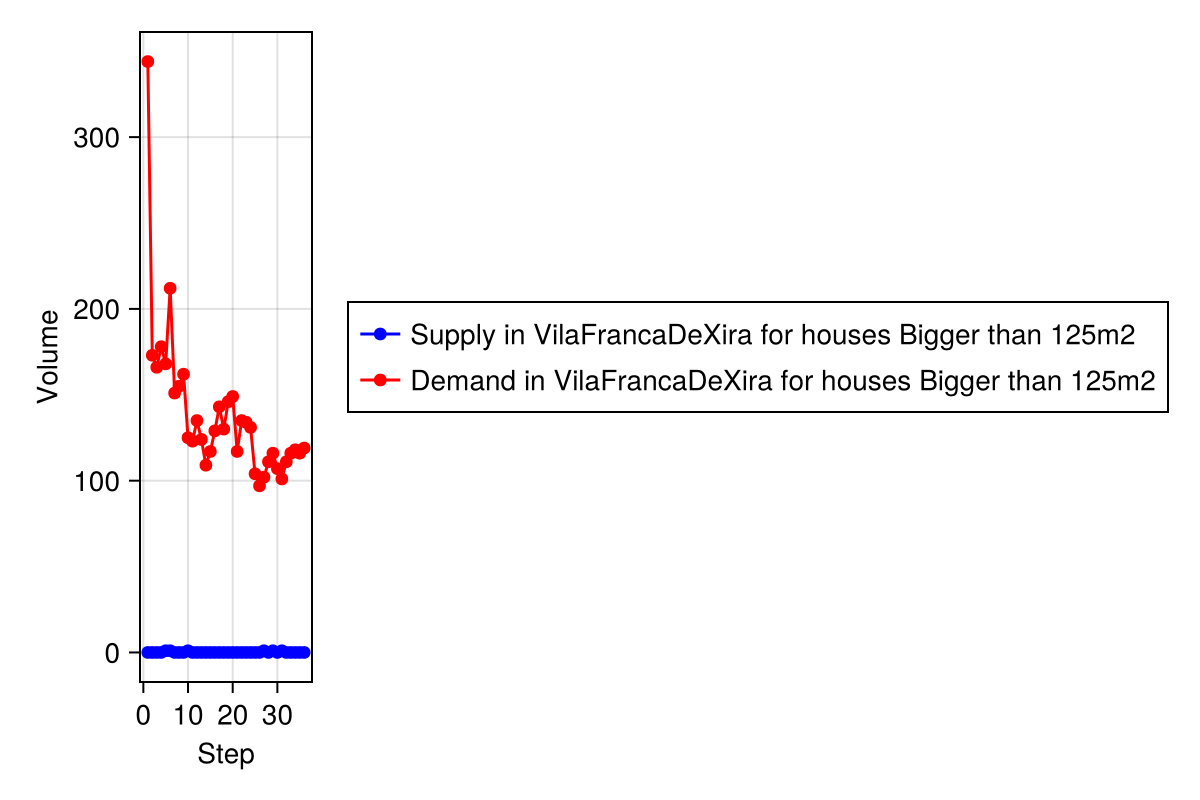 Volume
300
200
100
0
0 10 20 30
Step
Supply in VilaFrancaDeXira for houses Bigger than 125m2
Demand in VilaFrancaDeXira for houses Bigger than 125m2